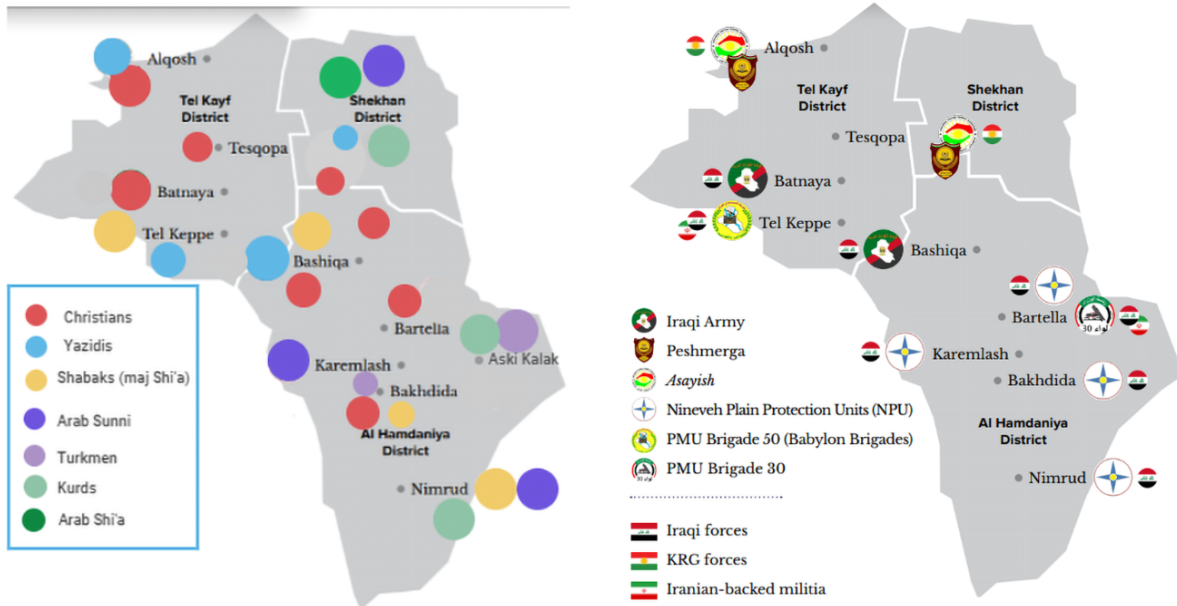 Alqosh
Tel Kayf
District
Shekhan
District
Tesqopa
Batnaya
Tel Keppe
Bashiqa
Bartella
Aski Kalak
Karemlash
Bakhdida
Al Hamdaniya
District
Nimrud
Christians
Yazidis
Shabaks (maj Shi'a)
Arab Sunni
Turkmen
Kurds
Arab Shi'a
Alqosh
Tel Kayf
District
Shekhan
District
Tesqopa
Batnaya
Tel Keppe
Bashiqa
Bartella
Karemlash
Bakhdida
Al Hamdaniya
District
Nimrud
Iraqi Army
Peshmerga
Asayish
Nineveh Plain Protection Units (NPU)
PMU Brigade 50 (Babylon Brigades)
PMU Brigade 30
Iraqi forces
KRG forces
Iranian-backed militia